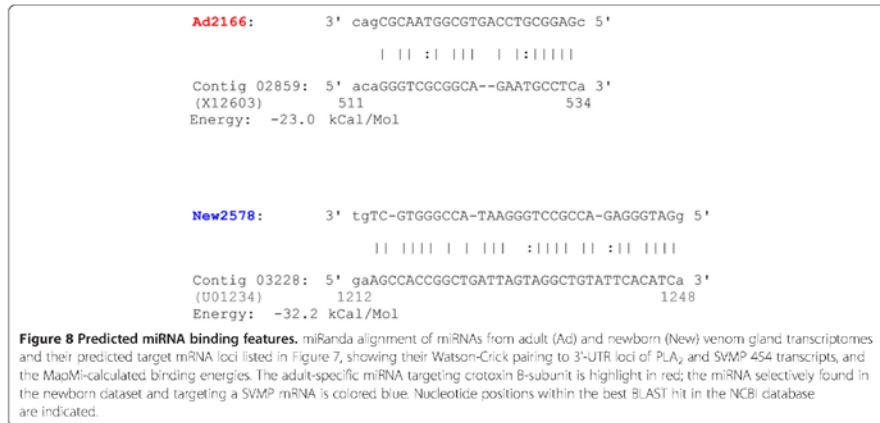 Ad2166: 3' cagCGCAATGGCGTGACCTGCGGAGc 5'
| || :| ||| | |:|||||
Contig 02859: 5' acaGGGTCGCGGCA--GAATGCCTCa 3'
(X12603) 511 534
Energy: -23.0 kCal/Mol
New2578: 3' tgTC-GTGGGCCA-TAAGGGTCCGCCA-GAGGGTAGg 5'
|| |||| | | ||| :|||| || :|| ||||
Contig 03228: 5' gaAGCCACCGGCTGATTAGTAGGCTGTATTCACATCa 3'
(U01234) 1212 1248
Energy: -32.2 kCal/Mol
Figure 8 Predicted miRNA binding features. miRanda alignment of miRNAs from adult (Ad) and newborn (New) venom gland transcriptomes
and their predicted target mRNA loci listed in Figure 7, showing their Watson-Crick pairing to 3'-UTR loci of PLA₂ and SVMP 454 transcripts, and
the MapMi-calculated binding energies. The adult-specific miRNA targeting crotoxin B-subunit is highlight in red; the miRNA selectively found in
the newborn dataset and targeting a SVMP mRNA is colored blue. Nucleotide positions within the best BLAST hit in the NCBI database
are indicated.